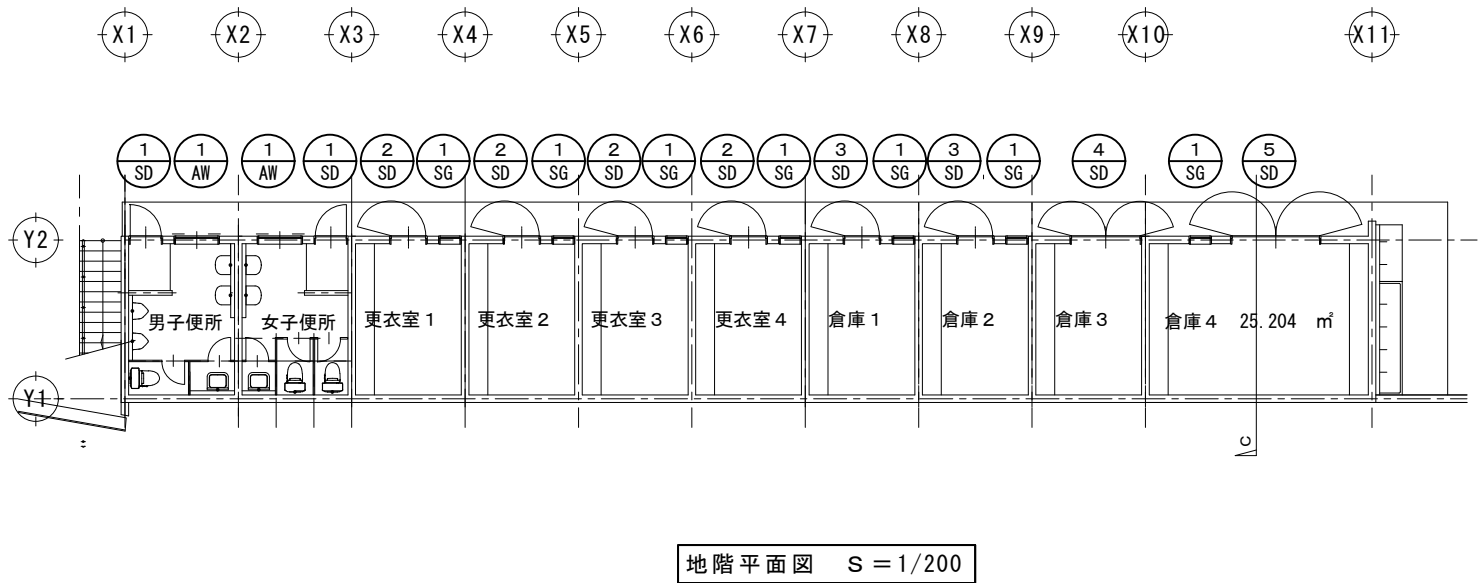 X1 X2 X3 X4 X5 X6 X7 X8 X9 X10 X11
1 1 1 1 2 1 2 1 2 1 2 1 3 1 3 1 4 1 5
SD AW AW SD SD SG SD SG SD SG SD SG SD SG SD SG SD SG SD
Y2
男子便所 女子便所 更衣室1 更衣室2 更衣室3 更衣室4 倉庫1 倉庫2 倉庫3 倉庫4 25.204 ㎡
Y1
C
地階平面図 S=1/200